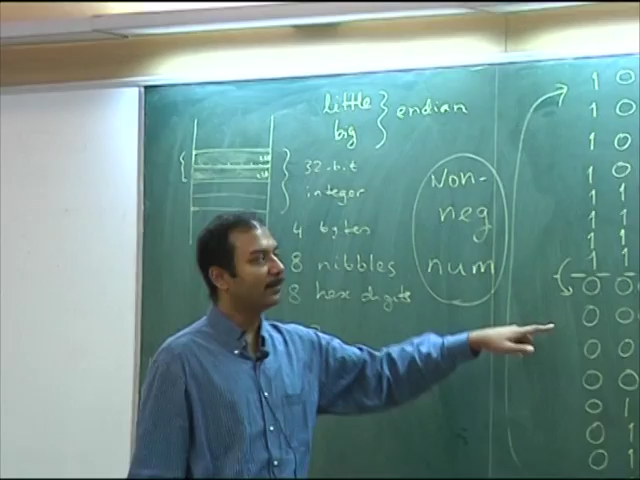 little
big
endian
32-bit
integer
4 bytes
8 nibbles
8 hex digits
Non-
neg
num
1 0
1 0
1 0
1 0
1 1
1 1
1 1
1 1
0 0
0 0
0 0
0 0
0 1
0 1
0 1